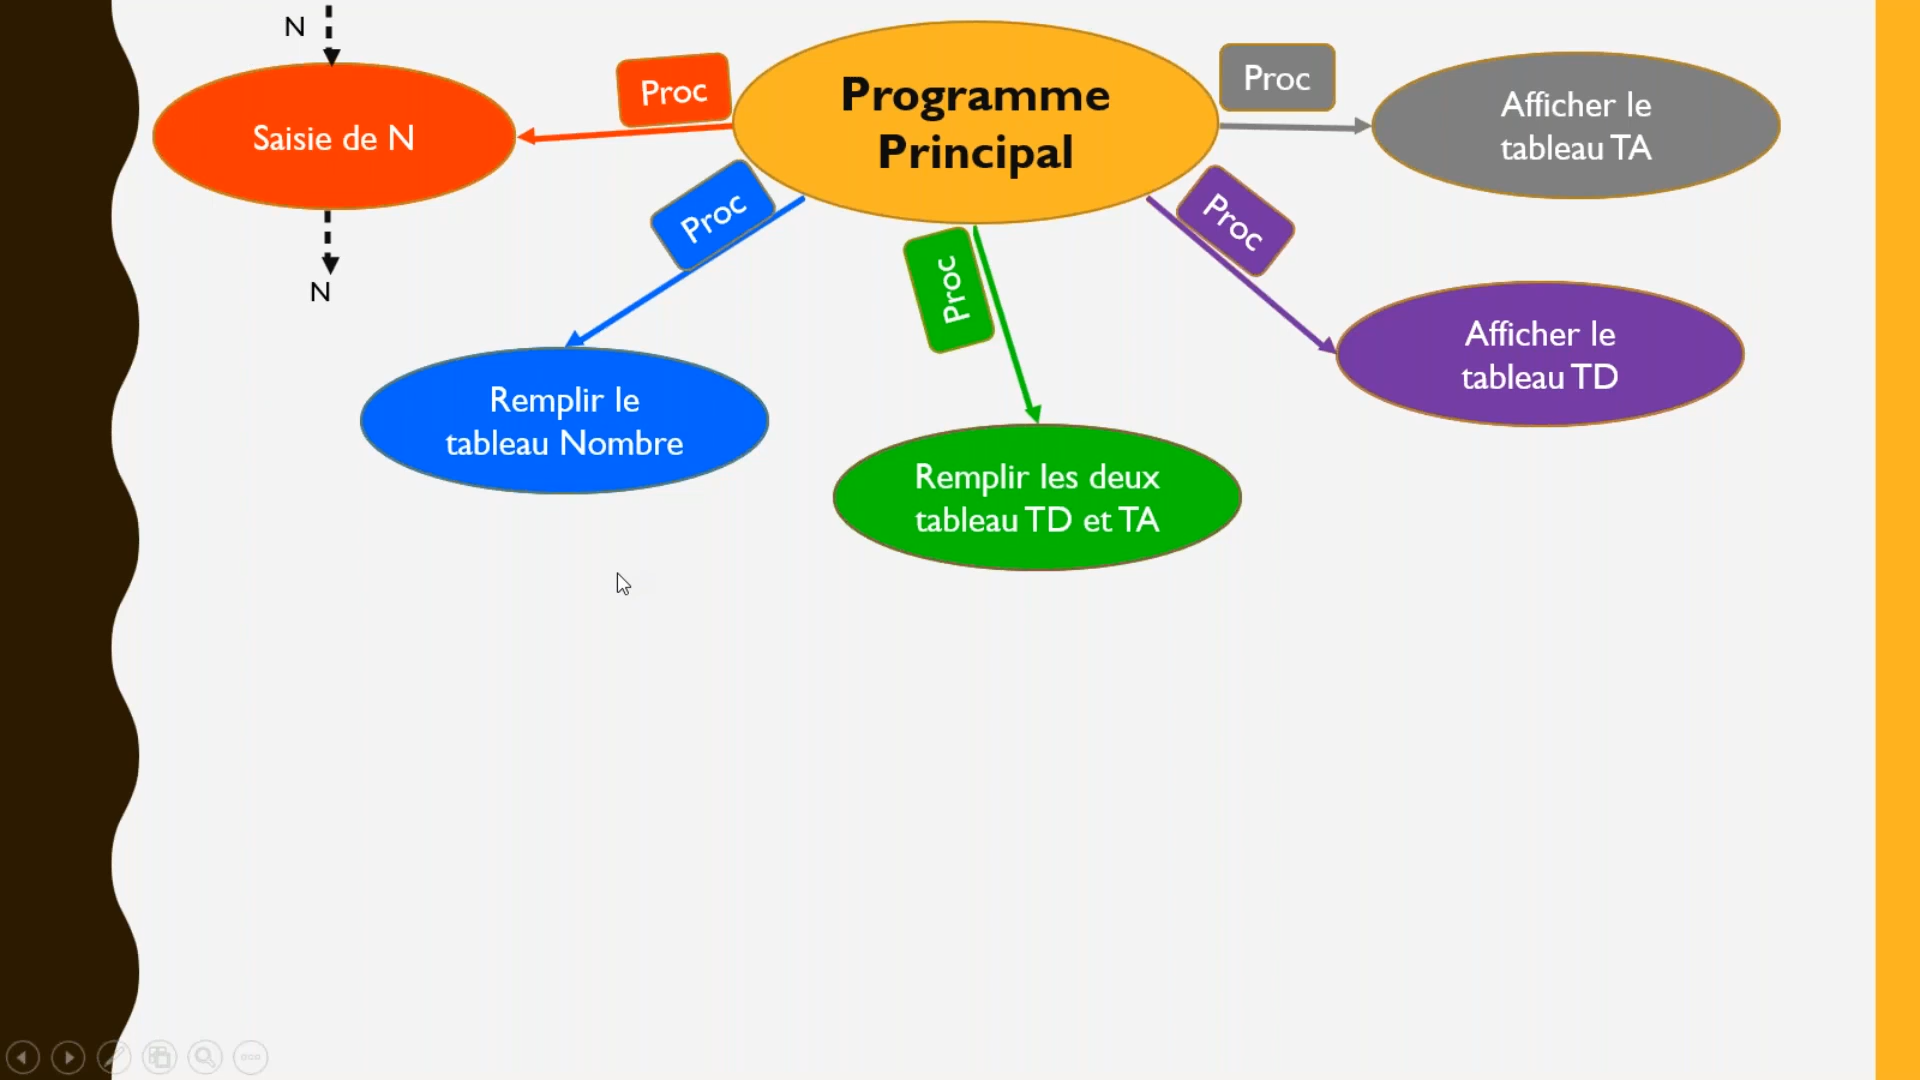 N
Proc
Programme
Principal
Proc
Afficher le
tableau TA
Saisie de N
Proc
Proc
Proc
N
Afficher le
tableau TD
Remplir le
tableau Nombre
Remplir les deux
tableau TD et TA